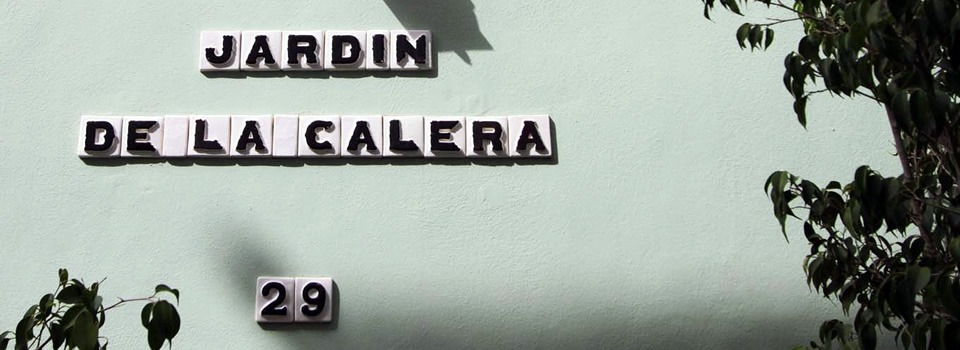 JARDIN
DE LA CALERA
29